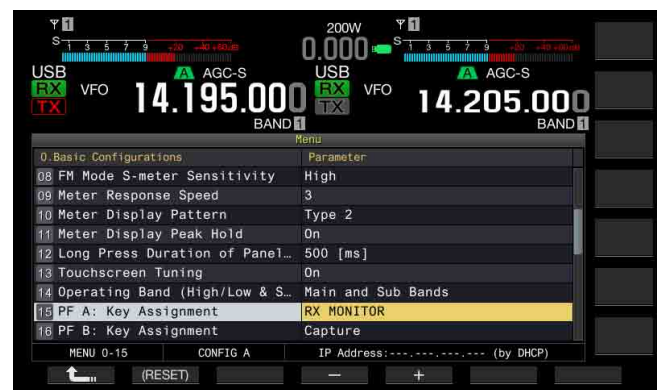 1
200W
1
S 1 3 5 7 9 +20 +40 +60dB
0.000
S 1 3 5 7 9 +20 +40 +60dB
USB
A AGC-S
USB
A AGC-S
RX
TX
VFO
14.195.000
RX
TX
VFO
14.205.000
BAND 1
BAND 1
Menu
0.Basic Configurations Parameter
08 FM Mode S-meter Sensitivity High
09 Meter Response Speed 3
10 Meter Display Pattern Type 2
11 Meter Display Peak Hold On
12 Long Press Duration of Panel… 500 [ms]
13 Touchscreen Tuning On
14 Operating Band (High/Low & S… Main and Sub Bands
15 PF A: Key Assignment RX MONITOR
16 PF B: Key Assignment Capture
MENU 0-15 CONFIG A IP Address:---.---.---.--- (by DHCP)
(RESET) − +